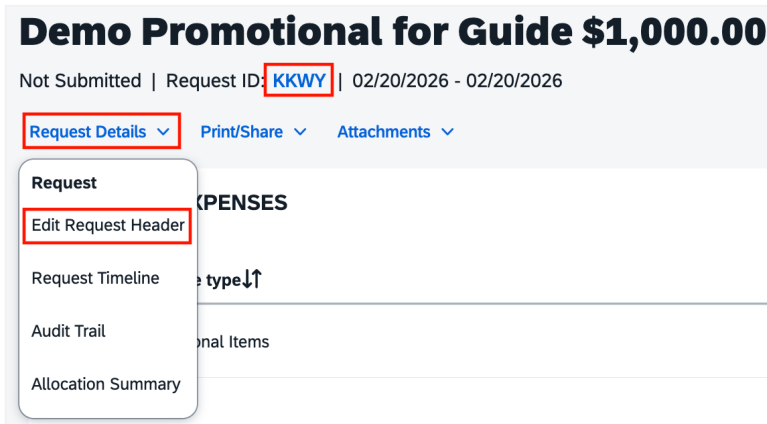 Demo Promotional for Guide $1,000.00
Not Submitted | Request ID: KKWY | 02/20/2026 - 02/20/2026
Request Details Print/Share Attachments
Request
XPENSES
Edit Request Header
Request Timeline
e type
Audit Trail
onal Items
Allocation Summary